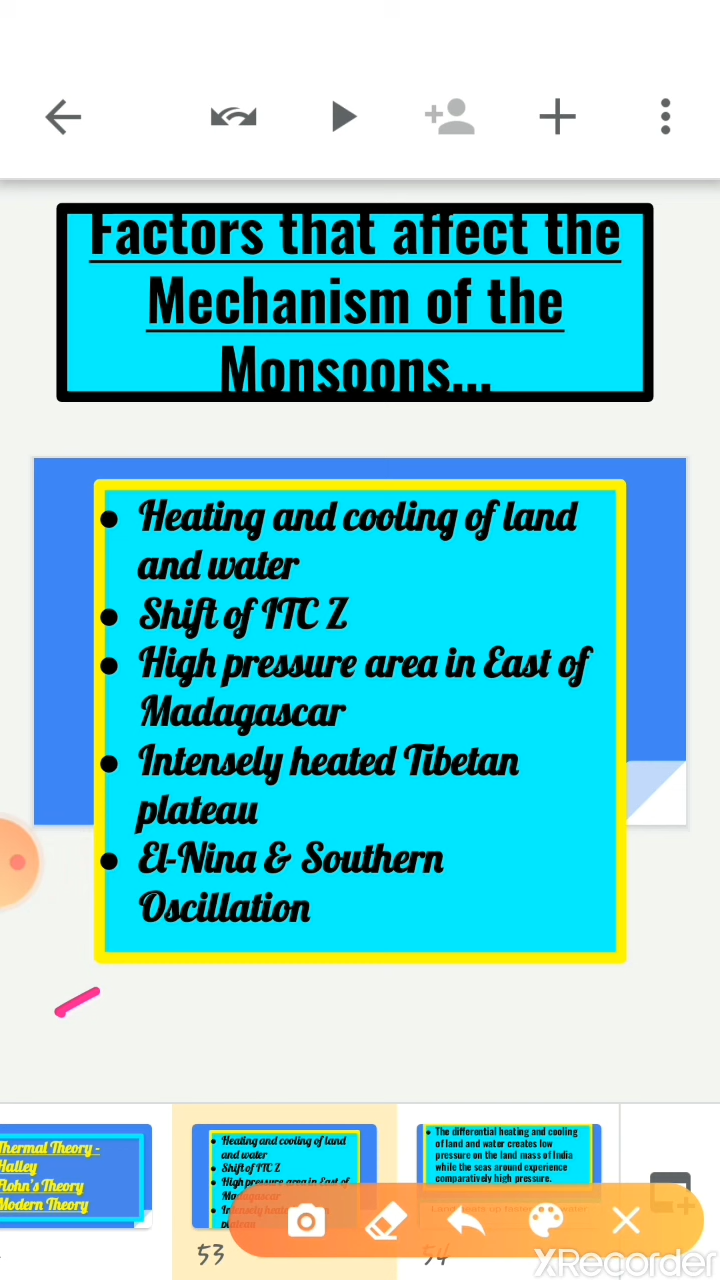 Factors that affect the
Mechanism of the
Monsoons...
● Heating and cooling of land
and water
● Shift of ITC Z
● High pressure area in East of
Madagascar
● Intensely heated Tibetan
plateau
● El-Nina & Southern
Oscillation
Thermal Theory -
Halley
Flohn's Theory
Modern Theory
● Heating and cooling of land
and water
● Shift of ITC Z
● High pressure area in East of
Madagascar
● Intensely heated
plateau
53
● The differential heating and cooling
of land and water creates low
pressure on the land mass of India
while the seas around experience
comparatively high pressure.
54
XRecorder